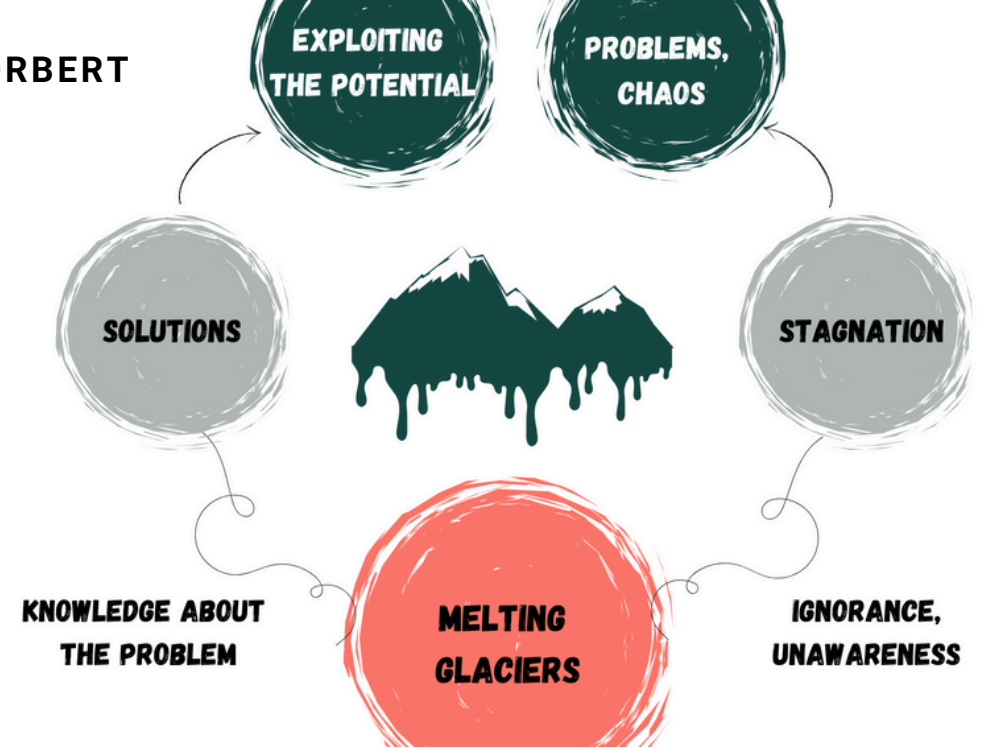 EXPLOITING
THE POTENTIAL
PROBLEMS,
CHAOS
RBERT
SOLUTIONS
STAGNATION
KNOWLEDGE ABOUT
THE PROBLEM
MELTING
GLACIERS
IGNORANCE,
UNAWARENESS